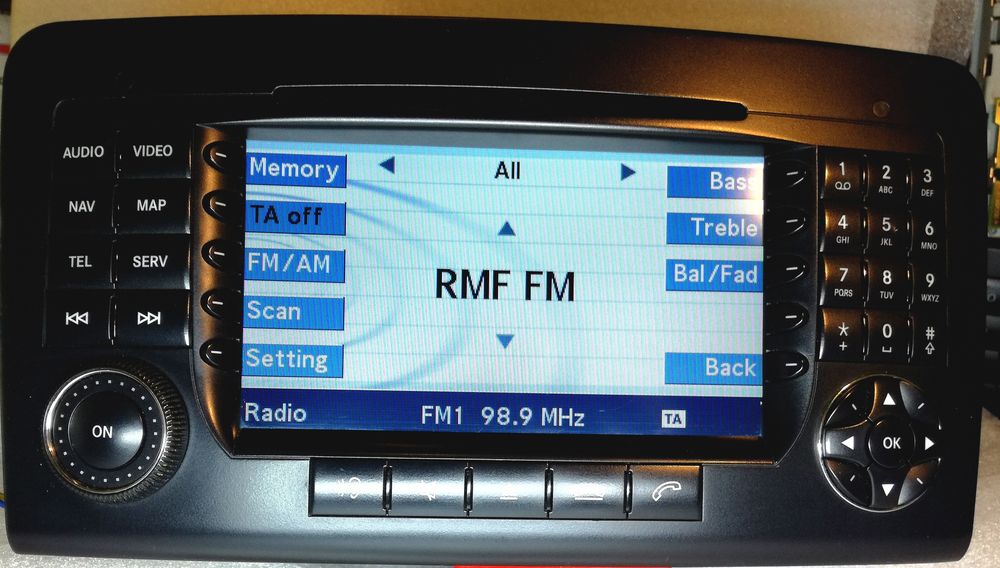 AUDIO VIDEO
NAV MAP
TEL SERV
ON
Memory
TA off
FM/AM
Scan
Setting
All
RMF FM
Bass
Treble
Bal/Fad
Back
Radio FM1 98.9 MHz TA
1 2 ABC 3 DEF
4 GHI 5 JKL 6 MNO
7 PQRS 8 TUV 9 WXYZ
* + 0 #
OK